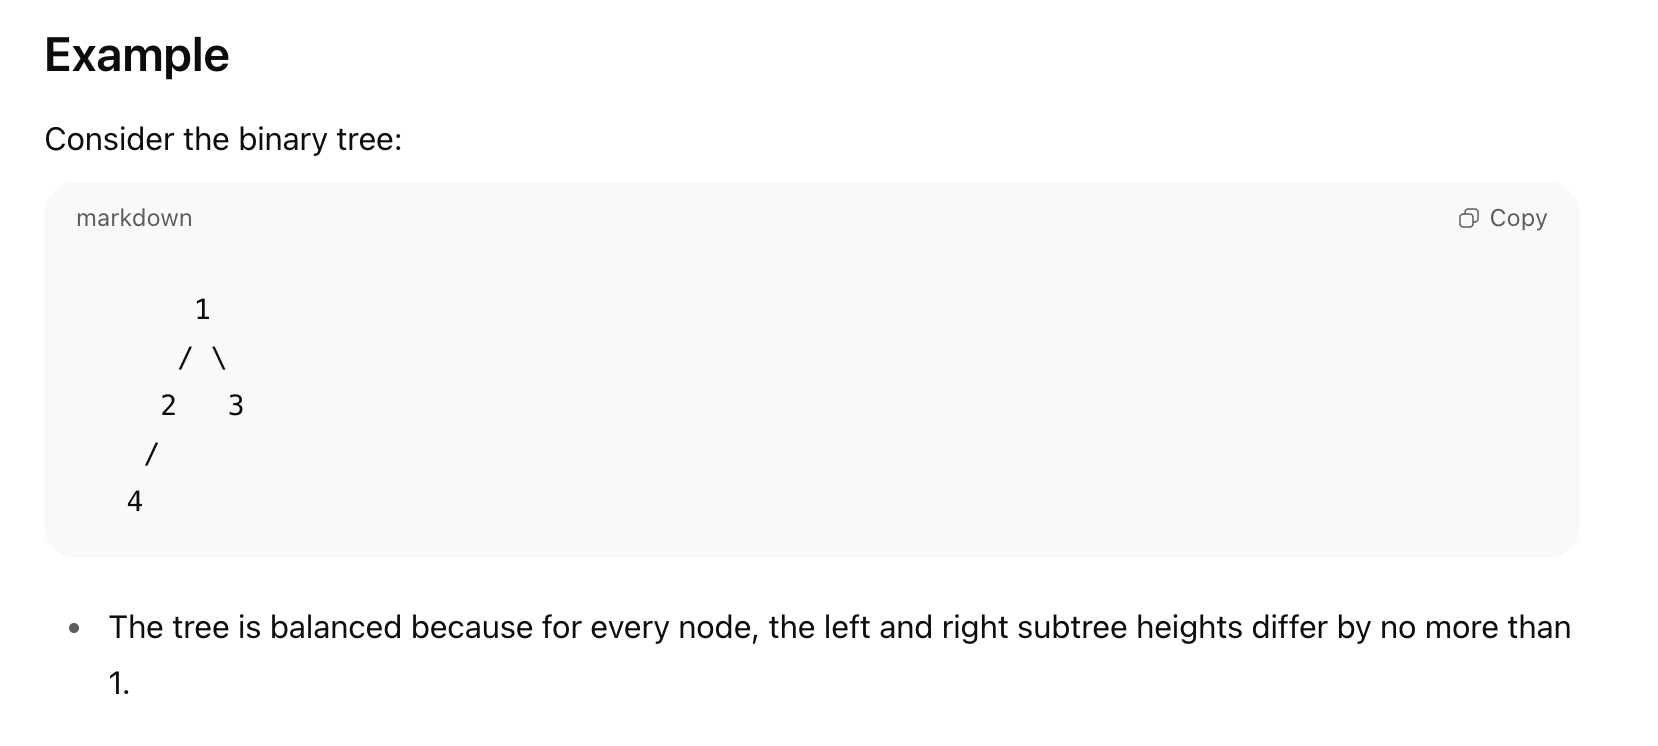 Example
Consider the binary tree:
markdown Copy
1
/ \
2 3
/
4
• The tree is balanced because for every node, the left and right subtree heights differ by no more than
1.